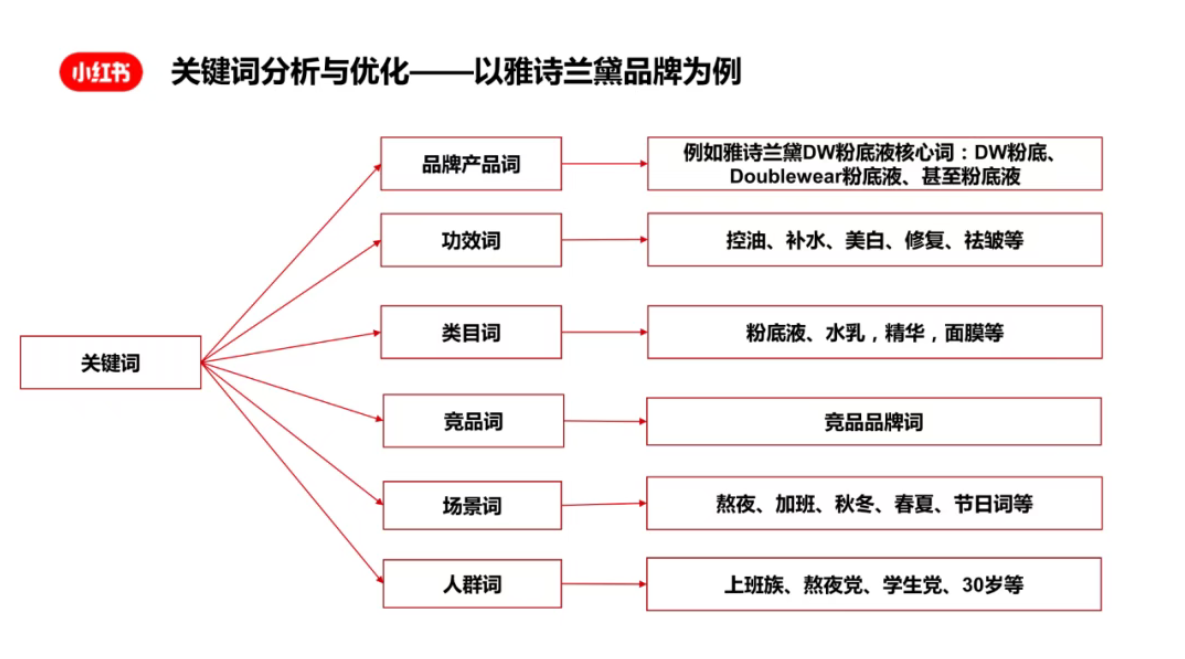 小红书
关键词分析与优化——以雅诗兰黛品牌为例
关键词
品牌产品词
例如雅诗兰黛DW粉底液核心词：DW粉底、
Doublewear粉底液、甚至粉底液
功效词
控油、补水、美白、修复、祛皱等
类目词
粉底液、水乳，精华，面膜等
竞品词
竞品品牌词
场景词
熬夜、加班、秋冬、春夏、节日词等
人群词
上班族、熬夜党、学生党、30岁等